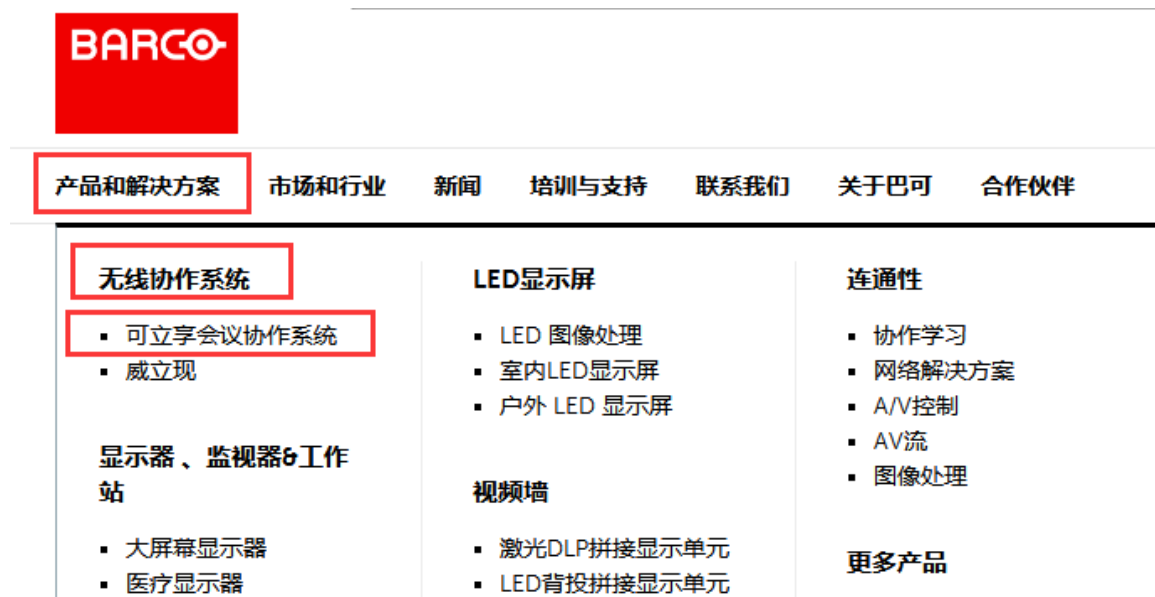 BARCO
产品和解决方案 市场和行业 新闻 培训与支持 联系我们 关于巴可 合作伙伴
无线协作系统
▪ 可立享会议协作系统
▪ 威立现
显示器 、监视器&工作
站
▪ 大屏幕显示器
▪ 医疗显示器
LED显示屏
▪ LED 图像处理
▪ 室内LED显示屏
▪ 户外 LED 显示屏
视频墙
▪ 激光DLP拼接显示单元
▪ LED背投拼接显示单元
连通性
▪ 协作学习
▪ 网络解决方案
▪ A/V控制
▪ AV流
▪ 图像处理
更多产品